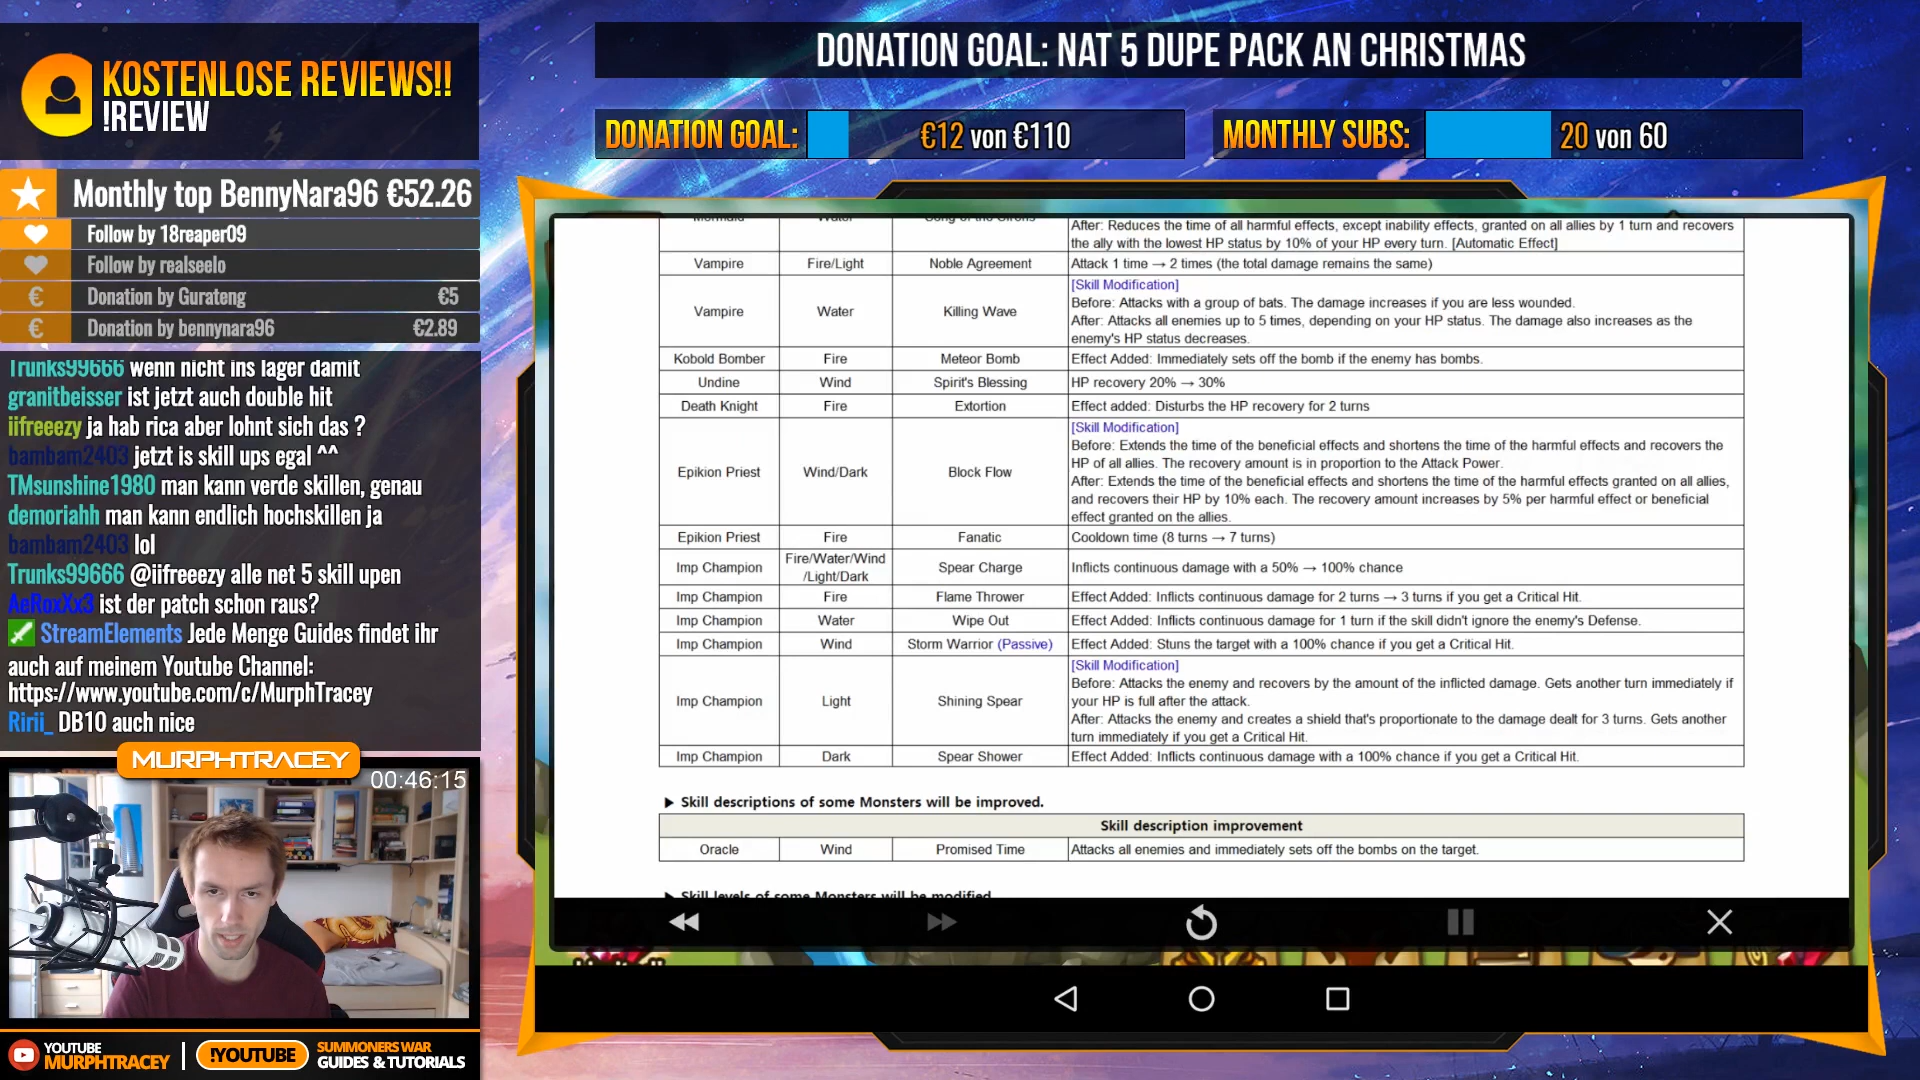 KOSTENLOSE REVIEWS!!
!REVIEW
Monthly top BennyNara96 €52.26
Follow by 18reaper09
Follow by realseelo
Donation by Gurateng €5
Donation by bennynara96 €2.89
Trunks99666 wenn nicht ins lager damit
granitbeisser ist jetzt auch double hit
iifreeezy ja hab rica aber lohnt sich das ?
bambam2403 jetzt is skill ups egal ^^
TMsunshine1980 man kann verde skillen, genau
demoriahh man kann endlich hochskillen ja
bambam2403 lol
Trunks99666 @iifreeezy alle net 5 skill upen
AeRoxXx3 ist der patch schon raus?
StreamElements Jede Menge Guides findet ihr
auch auf meinem Youtube Channel:
https://www.youtube.com/c/MurphTracey
Ririi_ DB10 auch nice
MURPHTRACEY
00:46:15
YOUTUBE
MURPHTRACEY
!YOUTUBE
SUMMONERS WAR
GUIDES & TUTORIALS
DONATION GOAL: NAT 5 DUPE PACK AN CHRISTMAS
DONATION GOAL: €12 von €110
MONTHLY SUBS: 20 von 60
Mermaid Water Song of the Sirens
After: Reduces the time of all harmful effects, except inability effects, granted on all allies by 1 turn and recovers
the ally with the lowest HP status by 10% of your HP every turn. [Automatic Effect]
Vampire Fire/Light Noble Agreement Attack 1 time → 2 times (the total damage remains the same)
Vampire Water Killing Wave
[Skill Modification]
Before: Attacks with a group of bats. The damage increases if you are less wounded.
After: Attacks all enemies up to 5 times, depending on your HP status. The damage also increases as the
enemy's HP status decreases.
Kobold Bomber Fire Meteor Bomb Effect Added: Immediately sets off the bomb if the enemy has bombs.
Undine Wind Spirit's Blessing HP recovery 20% → 30%
Death Knight Fire Extortion Effect added: Disturbs the HP recovery for 2 turns
Epikion Priest Wind/Dark Block Flow
[Skill Modification]
Before: Extends the time of the beneficial effects and shortens the time of the harmful effects and recovers the
HP of all allies. The recovery amount is in proportion to the Attack Power.
After: Extends the time of the beneficial effects and shortens the time of the harmful effects granted on all allies,
and recovers their HP by 10% each. The recovery amount increases by 5% per harmful effect or beneficial
effect granted on the allies.
Epikion Priest Fire Fanatic Cooldown time (8 turns → 7 turns)
Imp Champion Fire/Water/Wind
/Light/Dark Spear Charge Inflicts continuous damage with a 50% → 100% chance
Imp Champion Fire Flame Thrower Effect Added: Inflicts continuous damage for 2 turns → 3 turns if you get a Critical Hit.
Imp Champion Water Wipe Out Effect Added: Inflicts continuous damage for 1 turn if the skill didn't ignore the enemy's Defense.
Imp Champion Wind Storm Warrior (Passive) Effect Added: Stuns the target with a 100% chance if you get a Critical Hit.
Imp Champion Light Shining Spear
[Skill Modification]
Before: Attacks the enemy and recovers by the amount of the inflicted damage. Gets another turn immediately if
your HP is full after the attack.
After: Attacks the enemy and creates a shield that's proportionate to the damage dealt for 3 turns. Gets another
turn immediately if you get a Critical Hit.
Imp Champion Dark Spear Shower Effect Added: Inflicts continuous damage with a 100% chance if you get a Critical Hit.
▶ Skill descriptions of some Monsters will be improved.
Skill description improvement
Oracle Wind Promised Time Attacks all enemies and immediately sets off the bombs on the target.
▶ Skill levels of some Monsters will be modified.